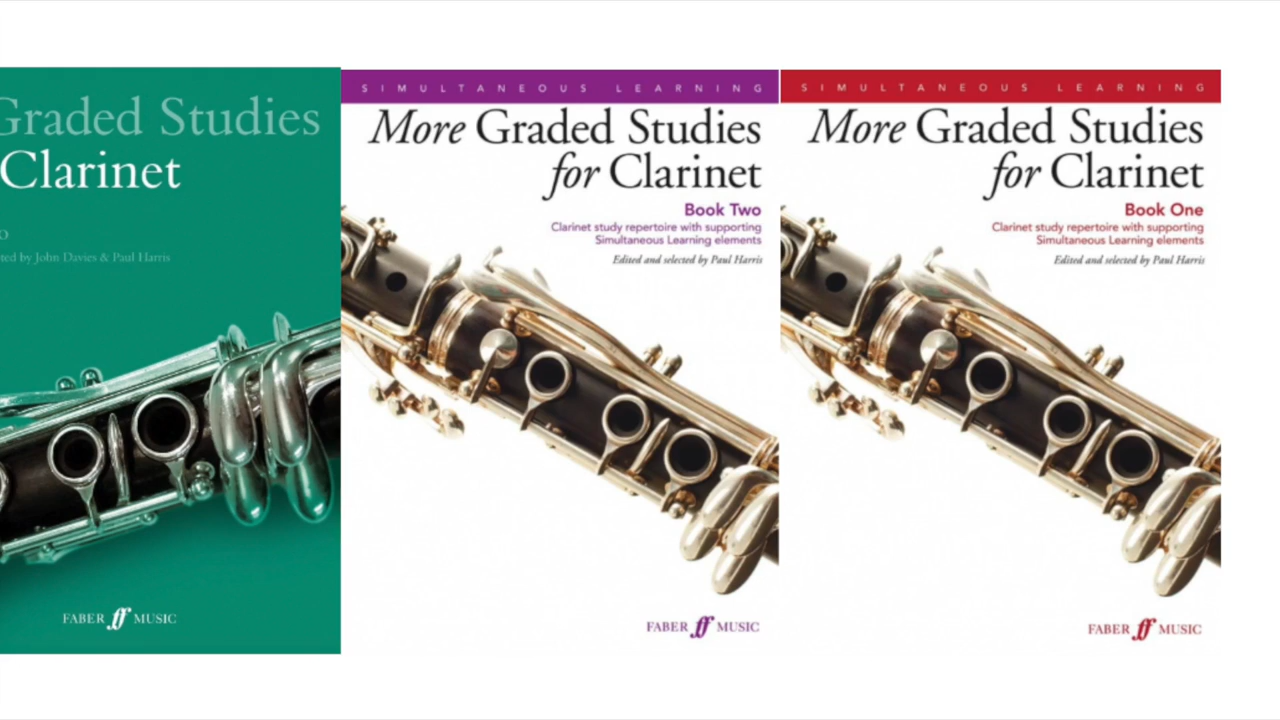 Graded Studies
Clarinet
O
ted by John Davies & Paul Harris
FABER ff MUSIC
SIMULTANEOUS LEARNING
More Graded Studies
for Clarinet
Book Two
Clarinet study repertoire with supporting
Simultaneous Learning elements
Edited and selected by Paul Harris
FABER ff MUSIC
SIMULTANEOUS LEARNING
More Graded Studies
for Clarinet
Book One
Clarinet study repertoire with supporting
Simultaneous Learning elements
Edited and selected by Paul Harris
FABER ff MUSIC